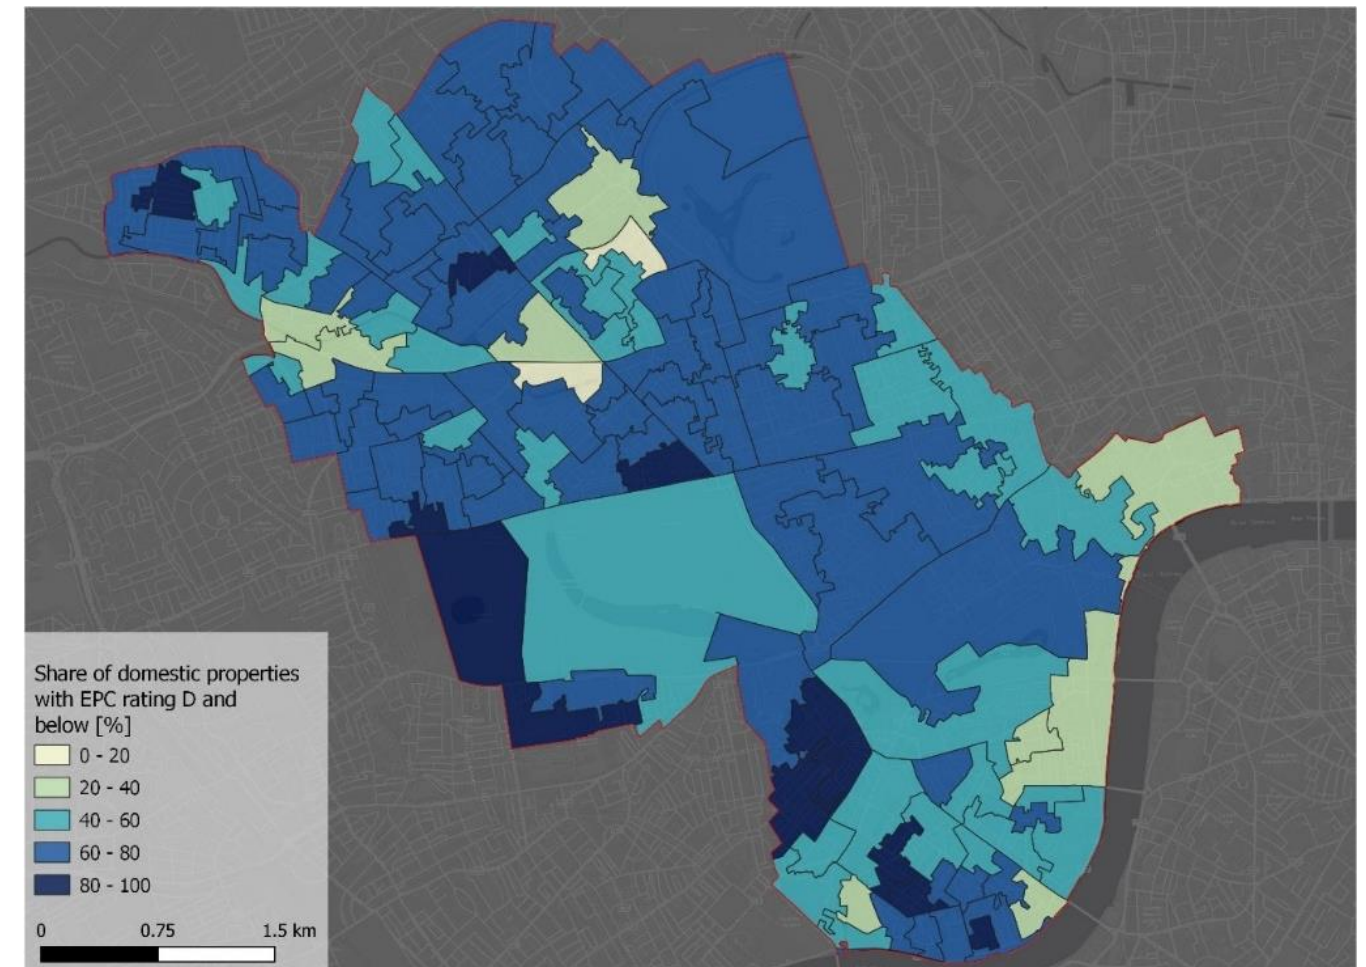 Share of domestic properties
with EPC rating D and
below [%]
0 - 20
20 - 40
40 - 60
60 - 80
80 - 100
0 0.75 1.5 km